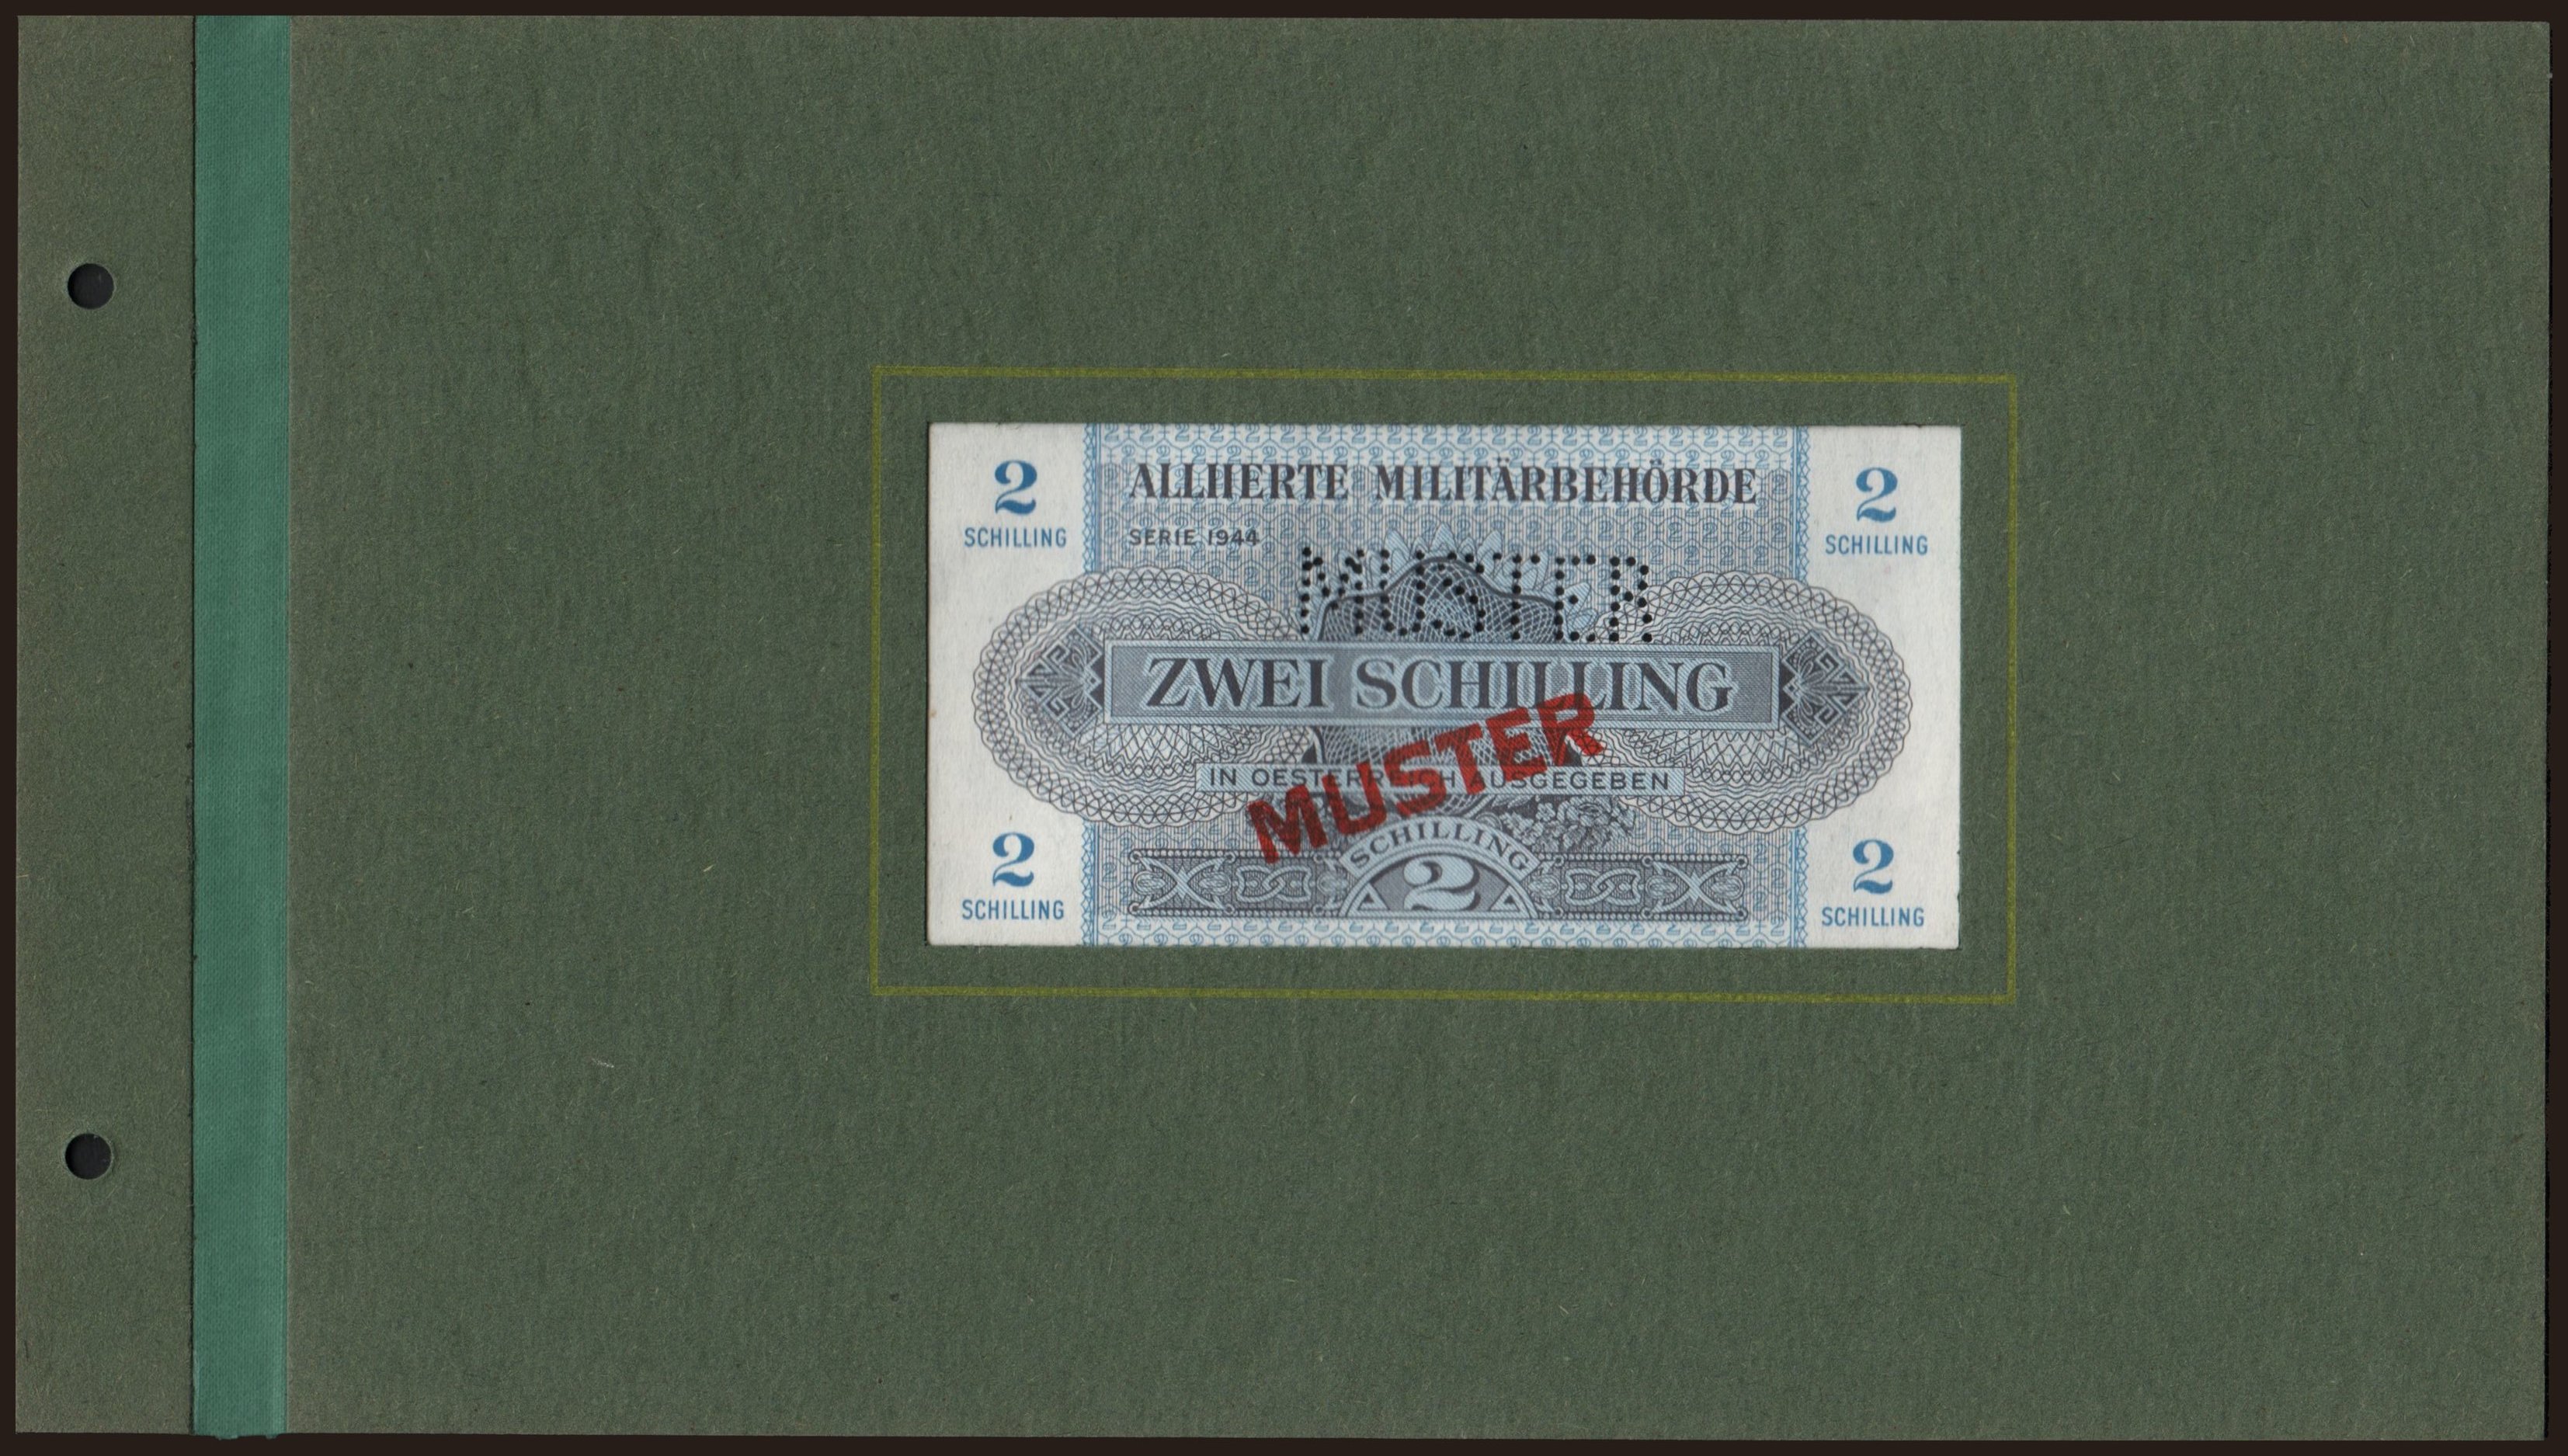 2 2
ALLIIERTE MILITÄRBEHÖRDE
SCHILLING SCHILLING
SERIE 1944
MUSTER
ZWEI SCHILLING
MUSTER
IN OESTERREICH AUSGEGEBEN
SCHILLING
2 2 2
SCHILLING SCHILLING